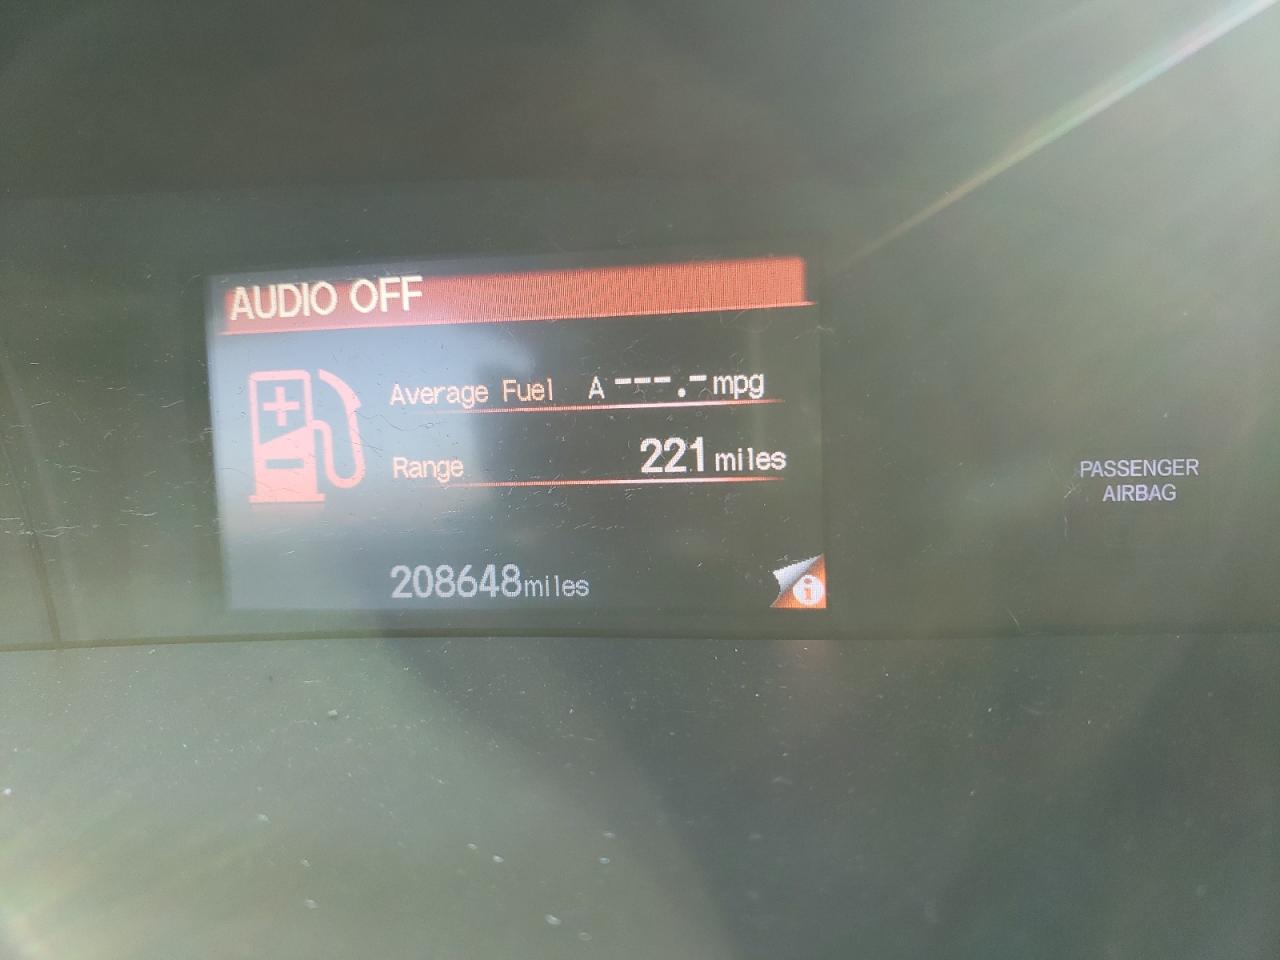 AUDIO OFF
Average Fuel A ---.- mpg
Range 221 miles
208648 miles
PASSENGER
AIRBAG